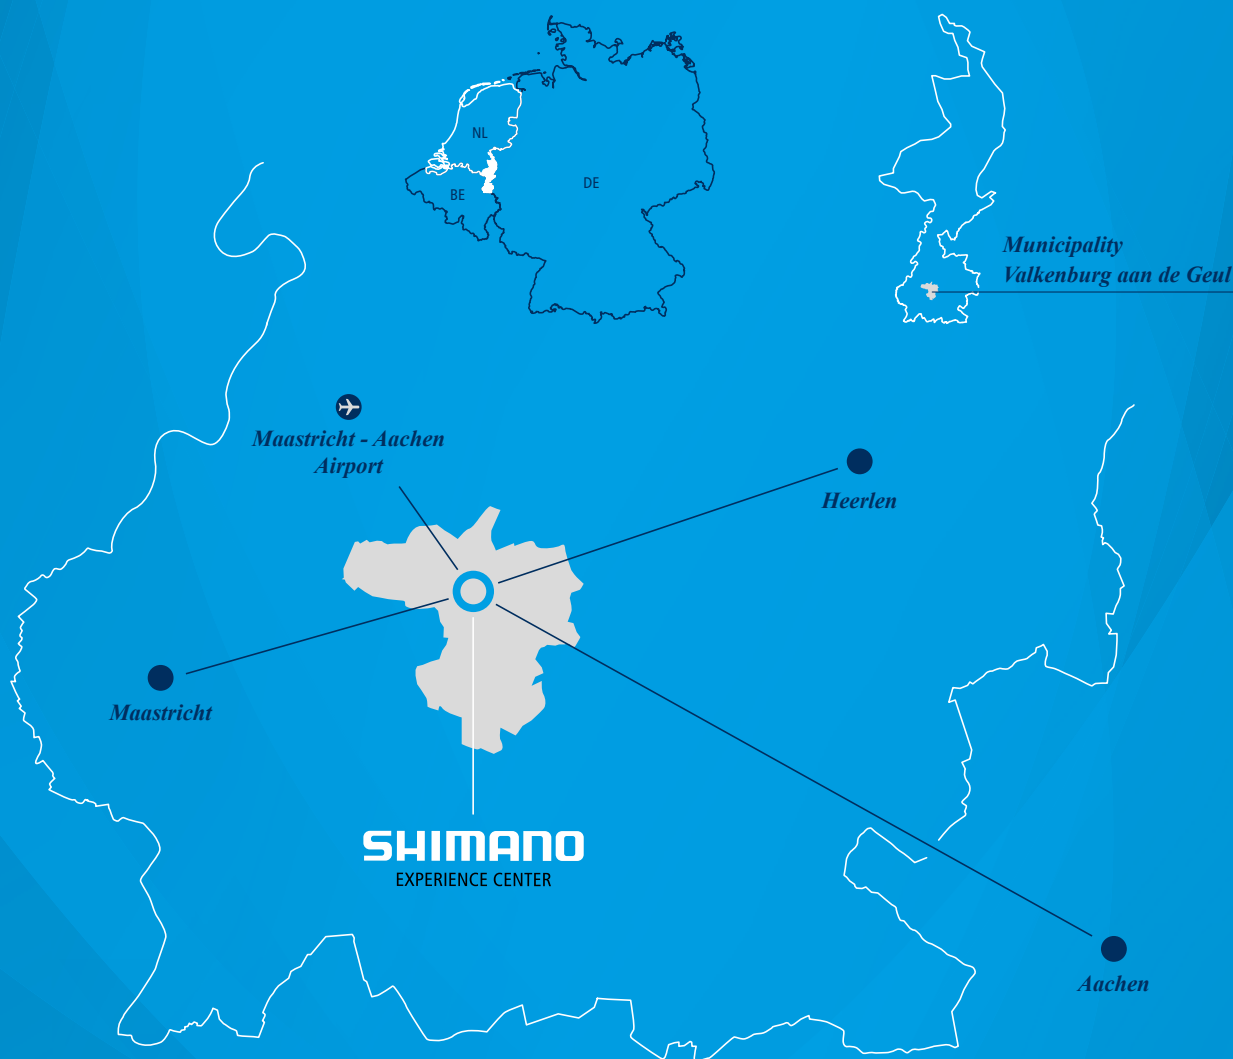 NL
DE
BE
Municipality
Valkenburg aan de Geul
Maastricht - Aachen
Airport
Heerlen
Maastricht
SHIMANO
EXPERIENCE CENTER
Aachen